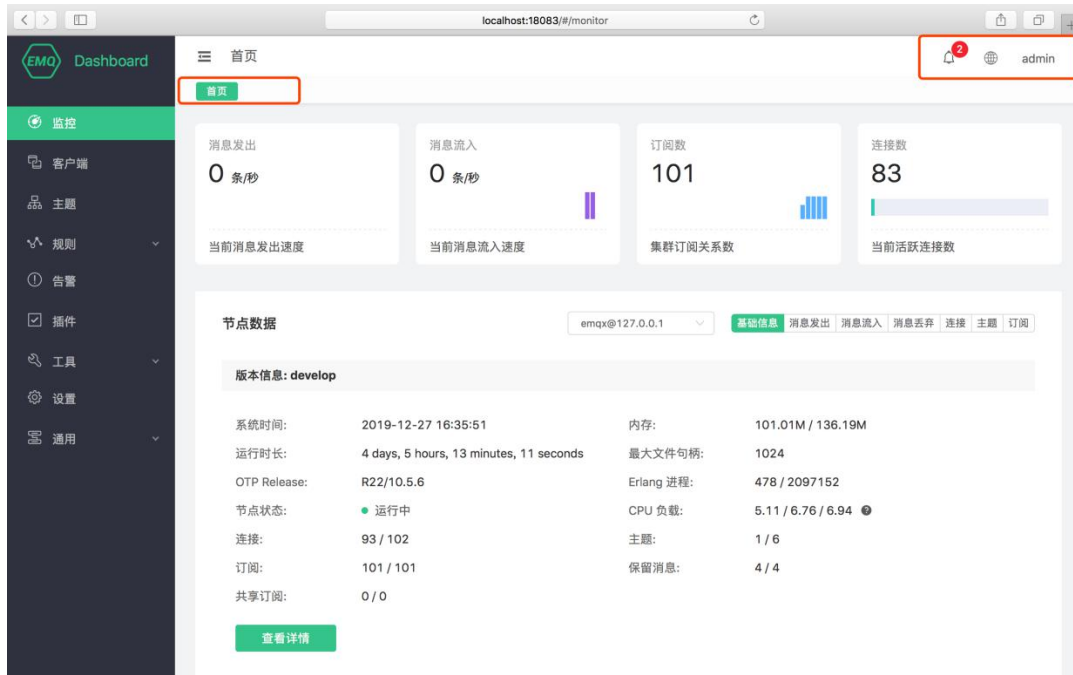 localhost:18083/#/monitor
EMQ Dashboard
首页
2
admin
首页
监控
客户端
主题
规则
告警
插件
工具
设置
通用
消息发出
0 条/秒
当前消息发出速度
消息流入
0 条/秒
当前消息流入速度
订阅数
101
集群订阅关系数
连接数
83
当前活跃连接数
节点数据
emqx@127.0.0.1
基础信息 消息发出 消息流入 消息丢弃 连接 主题 订阅
版本信息: develop
系统时间: 2019-12-27 16:35:51 内存: 101.01M / 136.19M
运行时长: 4 days, 5 hours, 13 minutes, 11 seconds 最大文件句柄: 1024
OTP Release: R22/10.5.6 Erlang 进程: 478 / 2097152
节点状态: 运行中 CPU 负载: 5.11 / 6.76 / 6.94
连接: 93 / 102 主题: 1 / 6
订阅: 101 / 101 保留消息: 4 / 4
共享订阅: 0 / 0
查看详情